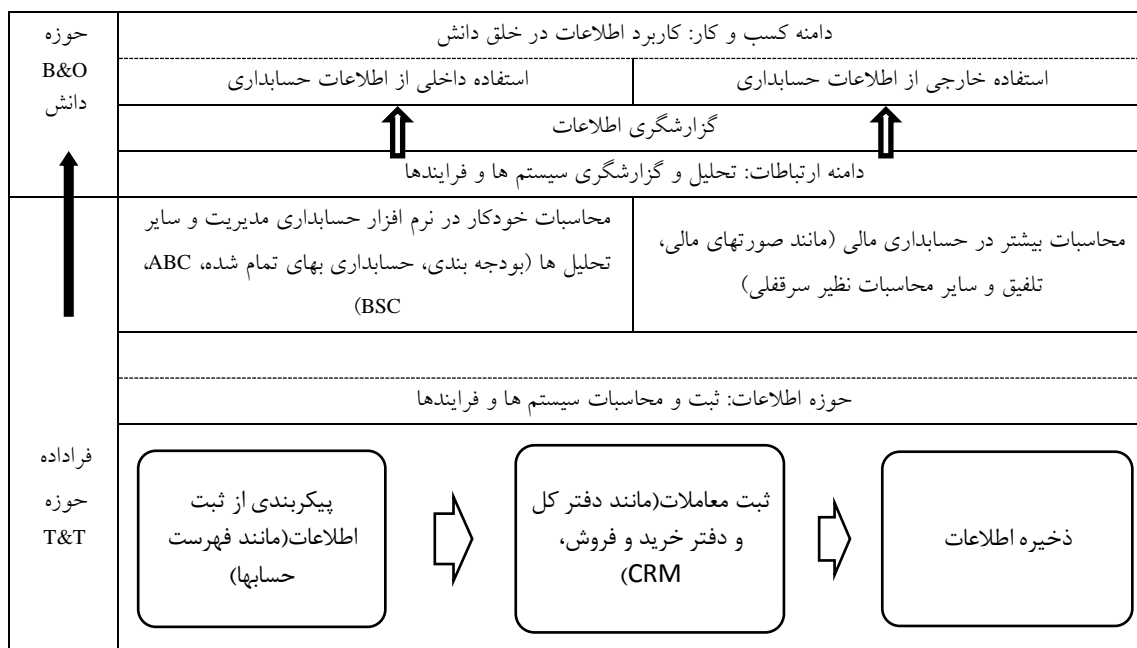 حوزه
B&O
دانش
دامنه کسب و کار: کاربرد اطلاعات در خلق دانش
استفاده خارجی از اطلاعات حسابداری
استفاده داخلی از اطلاعات حسابداری
گزارشگری اطلاعات
دامنه ارتباطات: تحلیل و گزارشگری سیستم ها و فرایندها
محاسبات بیشتر در حسابداری مالی (مانند صورتهای مالی،
تلفیق و سایر محاسبات نظیر سرقفلی)
محاسبات خودکار در نرم افزار حسابداری مدیریت و سایر
تحلیل ها (بودجه بندی، حسابداری بهای تمام شده، ABC،
BSC)
حوزه اطلاعات: ثبت و محاسبات سیستم ها و فرایندها
فراداده
حوزه
T&T
پیکربندی از ثبت
اطلاعات(مانند فهرست
حسابها)
ثبت معاملات(مانند دفتر کل
و دفتر خرید و فروش،
CRM)
ذخیره اطلاعات